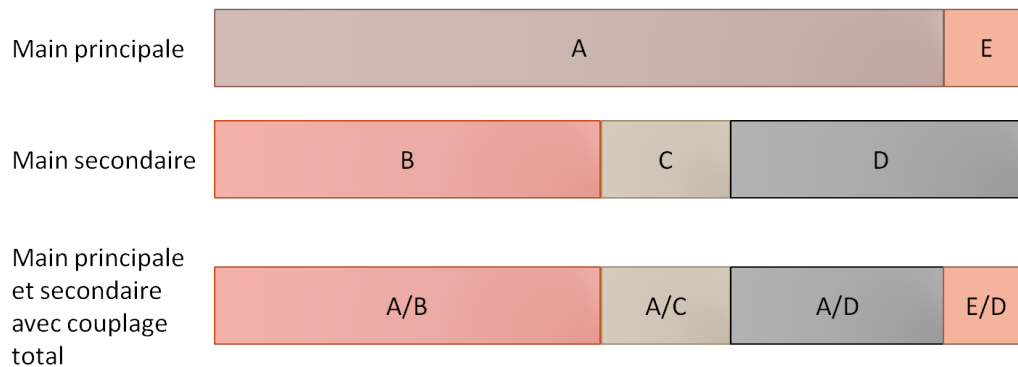 Main principale
A
E
Main secondaire
B
C
D
Main principale
et secondaire
avec couplage
total
A/B
A/C
A/D
E/D